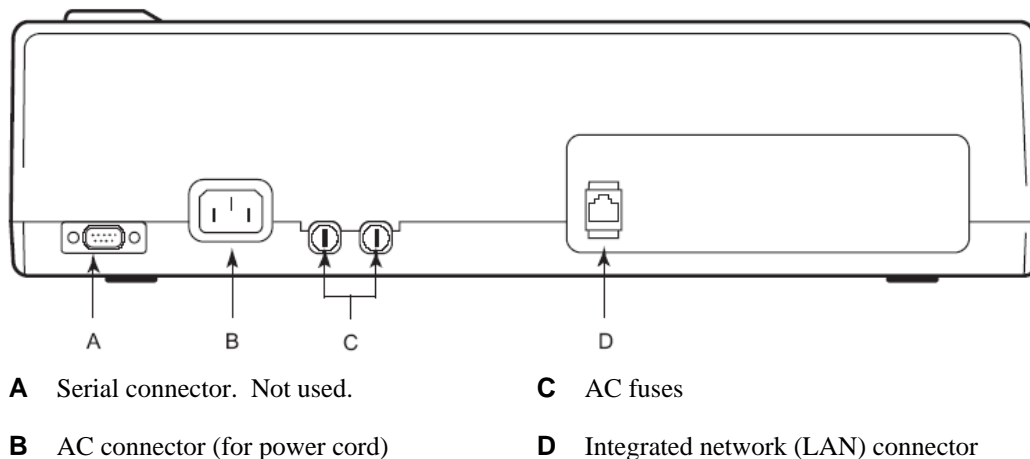 A B C D
A Serial connector. Not used.
C AC fuses
B AC connector (for power cord)
D Integrated network (LAN) connector